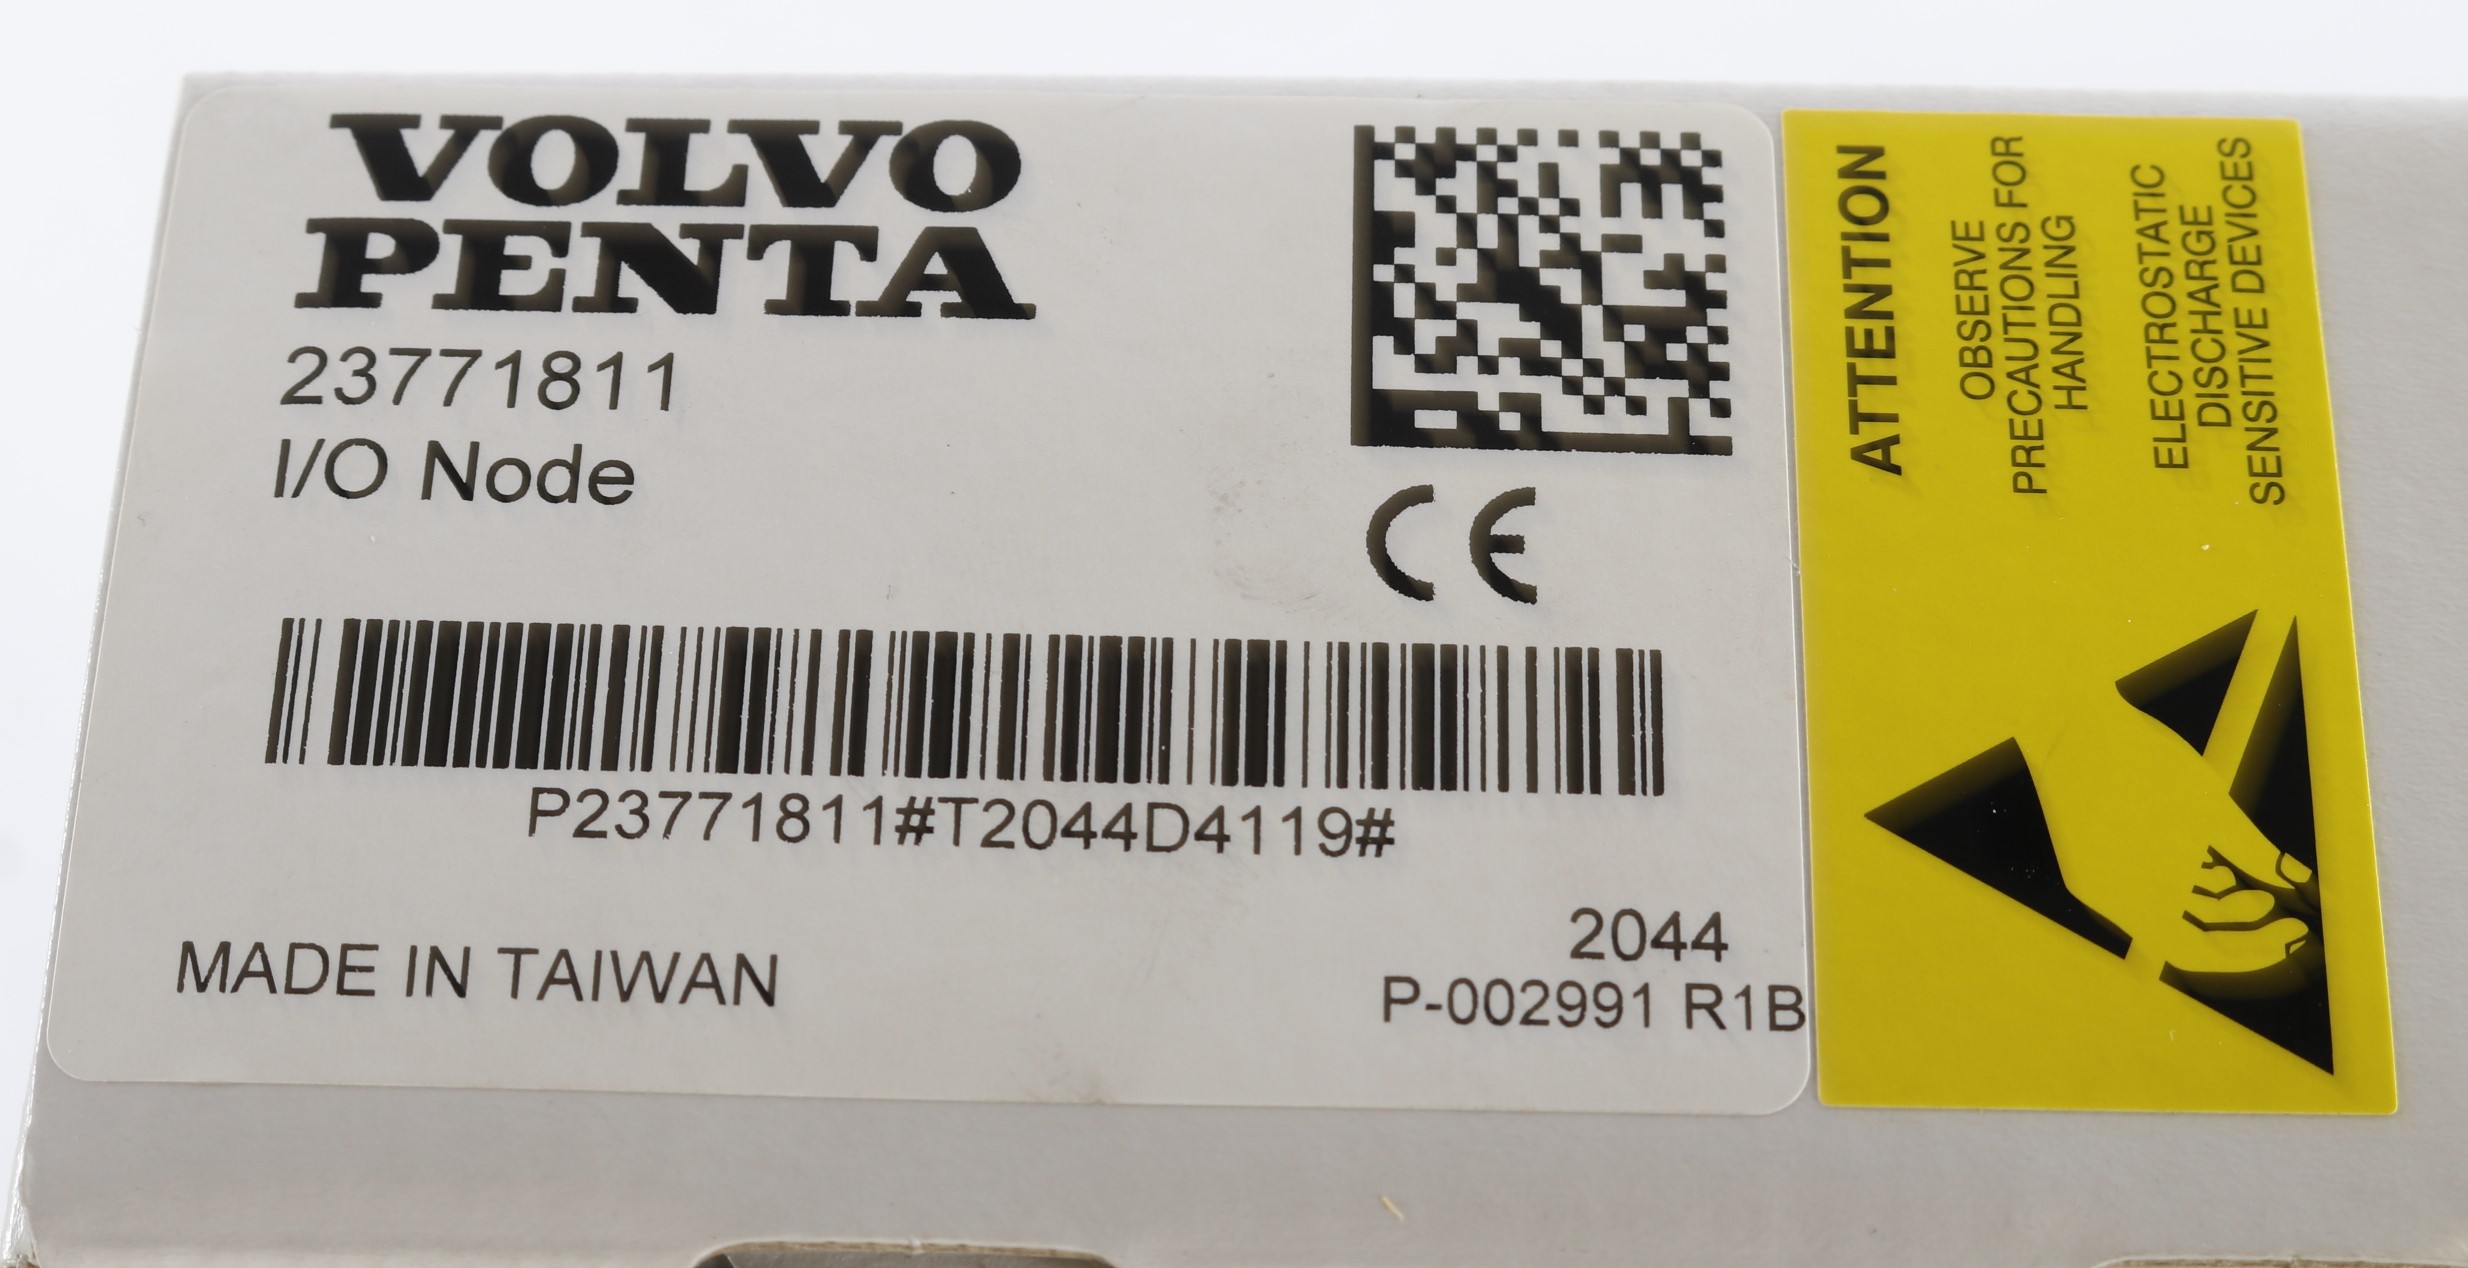 VOLVO
PENTA
23771811
I/O Node
CE
P23771811#T2044D4119#
MADE IN TAIWAN
2044
P-002991 R1B
ATTENTION
OBSERVE
PRECAUTIONS FOR
HANDLING
ELECTROSTATIC
DISCHARGE
SENSITIVE DEVICES